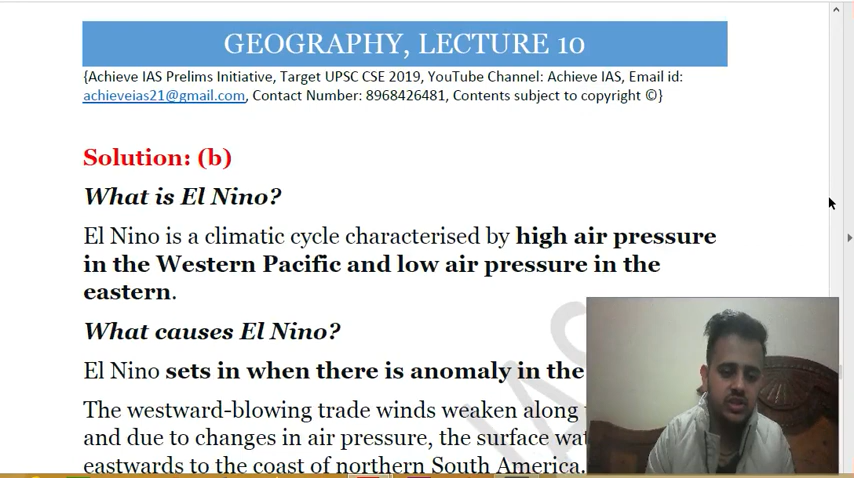 GEOGRAPHY, LECTURE 10
{Achieve IAS Prelims Initiative, Target UPSC CSE 2019, YouTube Channel: Achieve IAS, Email id:
achieveias21@gmail.com, Contact Number: 8968426481, Contents subject to copyright ©}
Solution: (b)
What is El Nino?
El Nino is a climatic cycle characterised by high air pressure
in the Western Pacific and low air pressure in the
eastern.
What causes El Nino?
El Nino sets in when there is anomaly in the
The westward-blowing trade winds weaken along
and due to changes in air pressure, the surface
eastwards to the coast of northern South America.
IAS